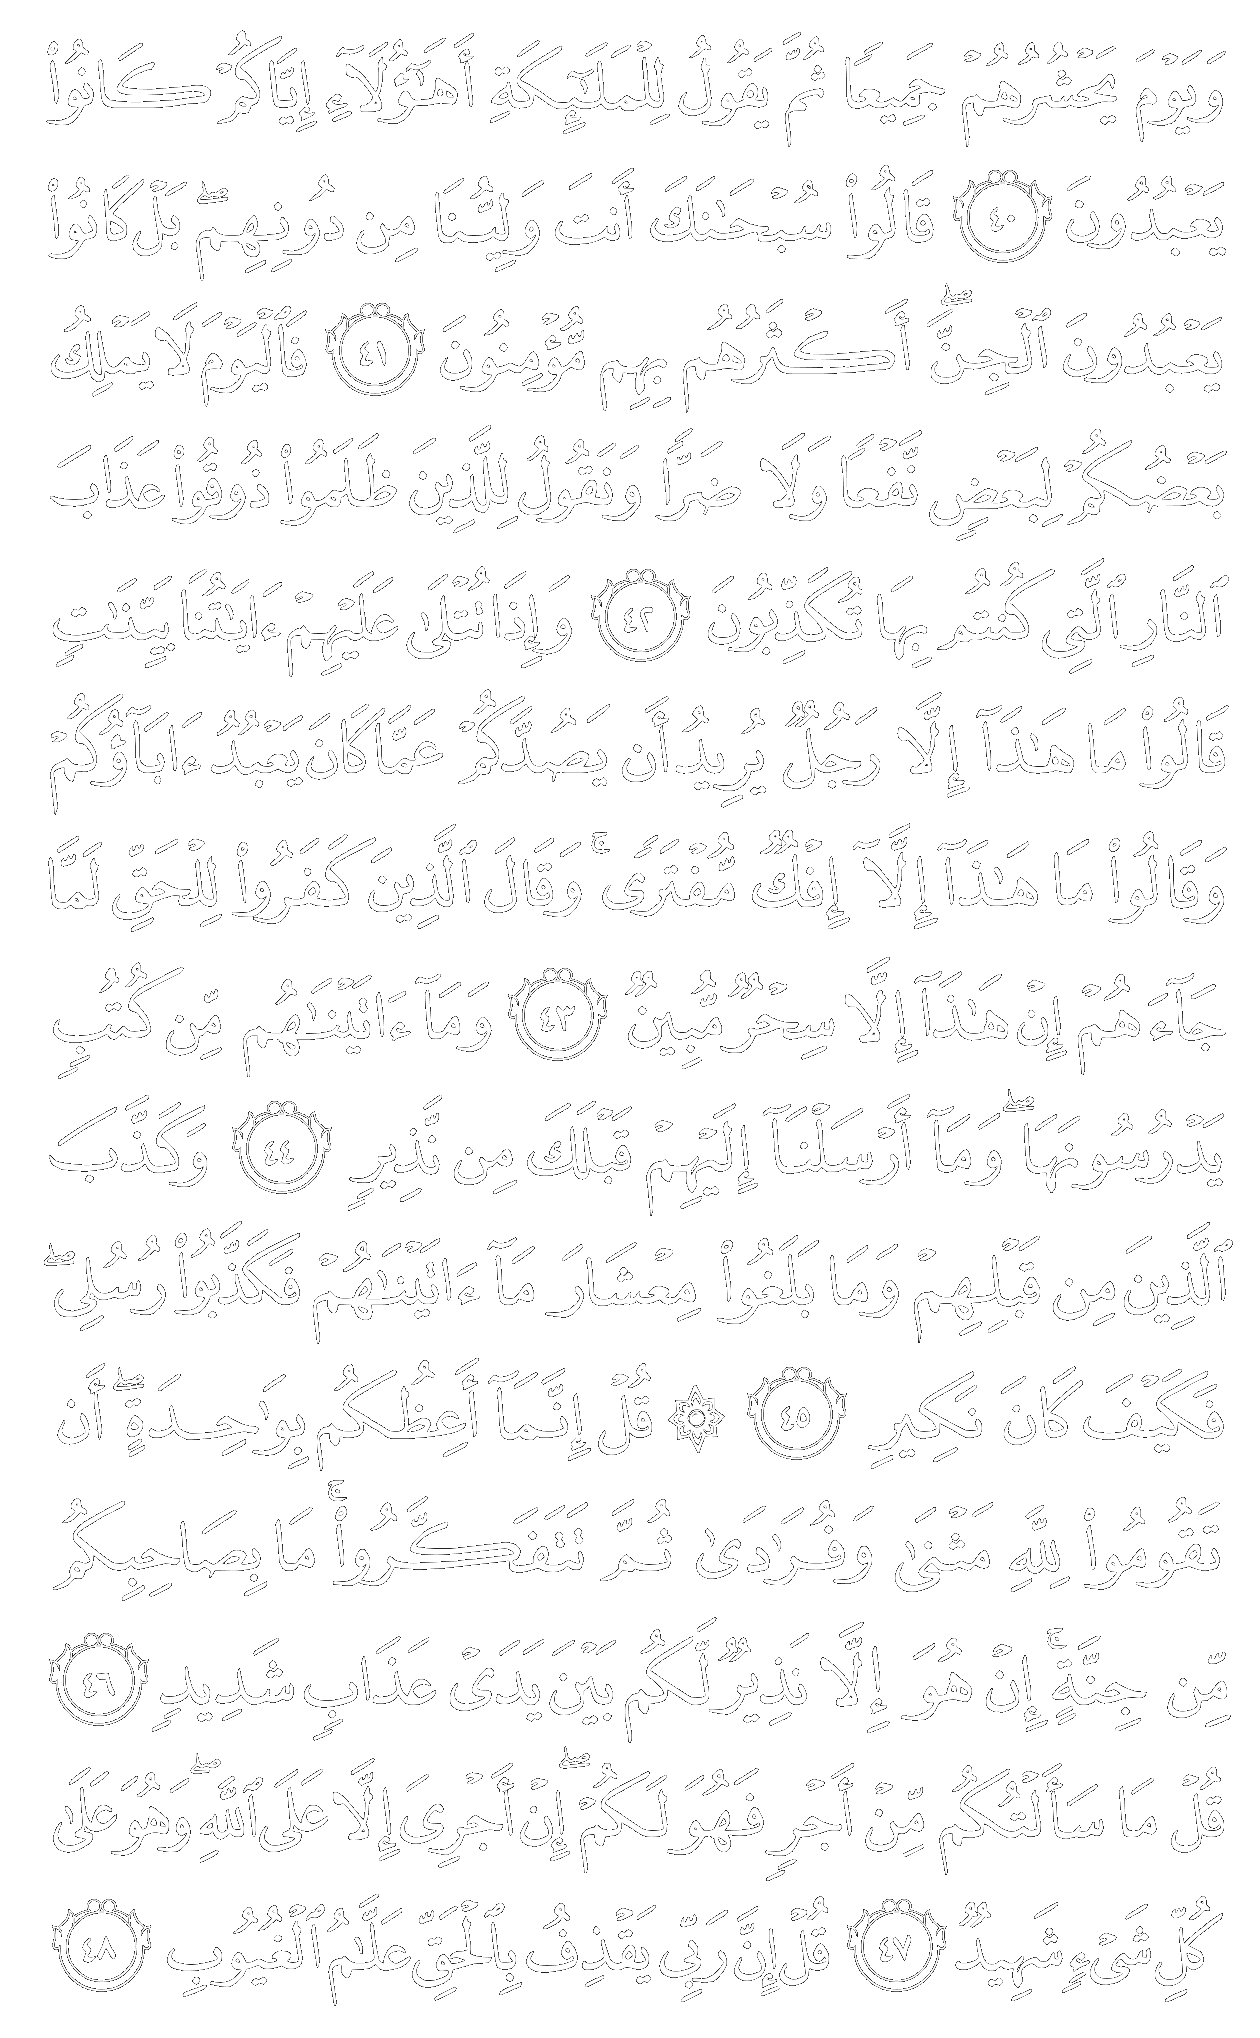 وَيَوْمَ يَحْشُرُهُمْ جَمِيعًا ثُمَّ يَقُولُ لِلْمَلَٰٓئِكَةِ أَهَٰٓؤُلَآءِ إِيَّاكُمْ كَانُوا۟
يَعْبُدُونَ ٤٠ قَالُوا۟ سُبْحَٰنَكَ أَنتَ وَلِيُّنَا مِن دُونِهِم ۖ بَلْ كَانُوا۟
يَعْبُدُونَ ٱلْجِنَّ ۖ أَكْثَرُهُم بِهِم مُّؤْمِنُونَ ٤١ فَٱلْيَوْمَ لَا يَمْلِكُ
بَعْضُكُمْ لِبَعْضٍ نَّفْعًا وَلَا ضَرًّا وَنَقُولُ لِلَّذِينَ ظَلَمُوا۟ ذُوقُوا۟ عَذَابَ
ٱلنَّارِ ٱلَّتِى كُنتُم بِهَا تُكَذِّبُونَ ٤٢ وَإِذَا تُتْلَىٰ عَلَيْهِمْ ءَايَٰتُنَا بَيِّنَٰتٍ
قَالُوا۟ مَا هَٰذَآ إِلَّا رَجُلٌ يُرِيدُ أَن يَصُدَّكُمْ عَمَّا كَانَ يَعْبُدُ ءَابَآؤُكُمْ
وَقَالُوا۟ مَا هَٰذَآ إِلَّآ إِفْكٌ مُّفْتَرًى ۚ وَقَالَ ٱلَّذِينَ كَفَرُوا۟ لِلْحَقِّ لَمَّا
جَآءَهُمْ إِنْ هَٰذَآ إِلَّا سِحْرٌ مُّبِينٌ ٤٣ وَمَآ ءَاتَيْنَٰهُم مِّن كُتُبٍ
يَدْرُسُونَهَا ۖ وَمَآ أَرْسَلْنَآ إِلَيْهِمْ قَبْلَكَ مِن نَّذِيرٍ ٤٤ وَكَذَّبَ
ٱلَّذِينَ مِن قَبْلِهِمْ وَمَا بَلَغُوا۟ مِعْشَارَ مَآ ءَاتَيْنَٰهُمْ فَكَذَّبُوا۟ رُسُلِى ۖ
فَكَيْفَ كَانَ نَكِيرِ ٤٥ ۞ قُلْ إِنَّمَآ أَعِظُكُم بِوَٰحِدَةٍ ۖ أَن
تَقُومُوا۟ لِلَّهِ مَثْنَىٰ وَفُرَٰدَىٰ ثُمَّ تَتَفَكَّرُوا۟ ۚ مَا بِصَاحِبِكُم
مِّن جِنَّةٍ ۚ إِنْ هُوَ إِلَّا نَذِيرٌ لَّكُم بَيْنَ يَدَىْ عَذَابٍ شَدِيدٍ ٤٦
قُلْ مَا سَأَلْتُكُم مِّنْ أَجْرٍ فَهُوَ لَكُمْ ۖ إِنْ أَجْرِىَ إِلَّا عَلَى ٱللَّهِ ۖ وَهُوَ عَلَىٰ
كُلِّ شَىْءٍ شَهِيدٌ ٤٧ قُلْ إِنَّ رَبِّى يَقْذِفُ بِٱلْحَقِّ عَلَّٰمُ ٱلْغُيُوبِ ٤٨